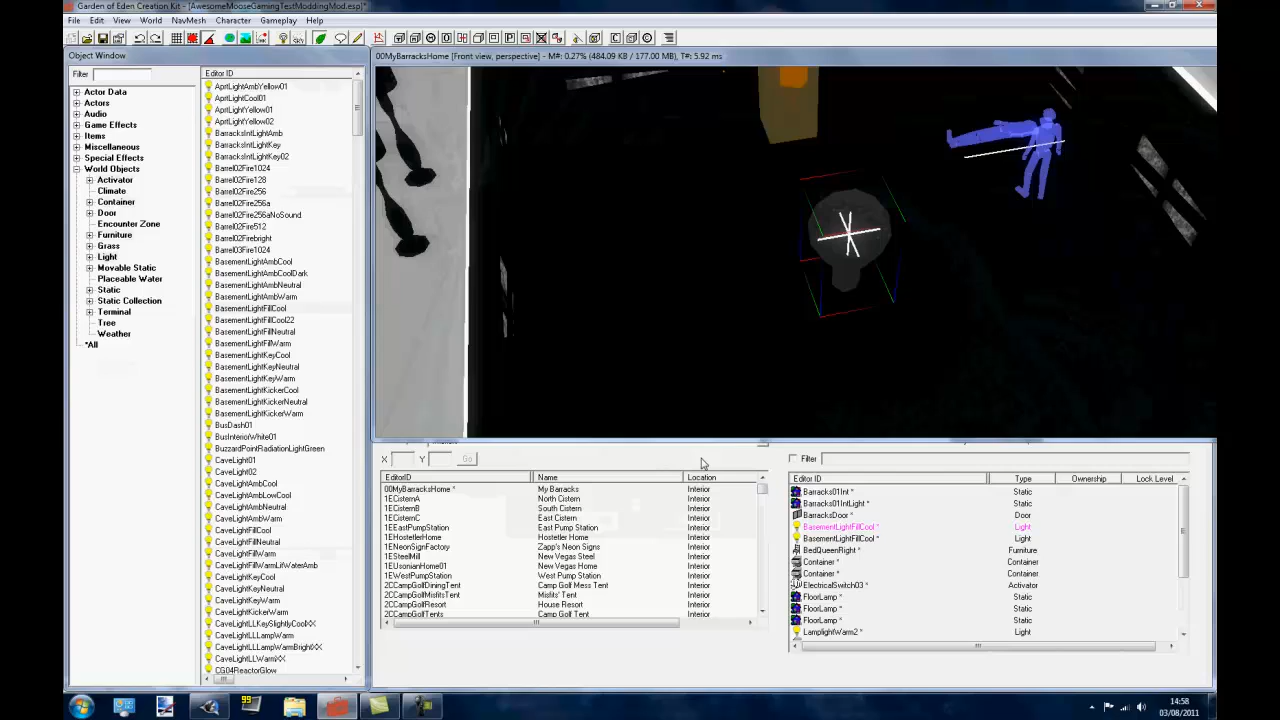 Garden of Eden Creation Kit - [AwesomeMooseGamingTestModdingMod.esp]*
File Edit View World NavMesh Character Gameplay Help
Object Window
Filter
Actor Data
Actors
Audio
Game Effects
Items
Miscellaneous
Special Effects
World Objects
Activator
Climate
Container
Door
Encounter Zone
Furniture
Grass
Light
Movable Static
Placeable Water
Static
Static Collection
Terminal
Tree
Weather
*All
Editor ID
AprtLightAmbYellow01
AprtLightCool01
AprtLightYellow01
AprtLightYellow02
BarracksIntLightAmb
BarracksIntLightKey
BarracksIntLightKey02
Barrel02Fire1024
Barrel02Fire128
Barrel02Fire256
Barrel02Fire256a
Barrel02Fire256aNoSound
Barrel02Fire512
Barrel02Firebright
Barrel03Fire1024
BasementLightAmbCool
BasementLightAmbCoolDark
BasementLightAmbNeutral
BasementLightAmbWarm
BasementLightFillCool
BasementLightFillCool22
BasementLightFillNeutral
BasementLightFillWarm
BasementLightKeyCool
BasementLightKeyNeutral
BasementLightKeyWarm
BasementLightKickerCool
BasementLightKickerNeutral
BasementLightKickerWarm
BusDash01
BusInteriorWhite01
BuzzardPointRadiationLightGreen
CaveLight01
CaveLight02
CaveLightAmbCool
CaveLightAmbLowCool
CaveLightAmbNeutral
CaveLightAmbWarm
CaveLightFillCool
CaveLightFillNeutral
CaveLightFillWarm
CaveLightFillWarmLifWaterAmb
CaveLightKeyCool
CaveLightKeyNeutral
CaveLightKeyWarm
CaveLightKickerWarm
CaveLightLLKeySlightlyCoolXX
CaveLightLLLampWarm
CaveLightLLLampWarmBrightXX
CaveLightLLWarmXX
CG04ReactorGlow
00MyBarracksHome [Front view, perspective] - M#: 0.27% (484.09 KB / 177.00 MB), T#: 5.92 ms
X Y Go
EditorID Name Location
00MyBarracksHome * My Barracks Interior
1ECisternA North Cistern Interior
1ECisternB South Cistern Interior
1ECisternC East Cistern Interior
1EEastPumpStation East Pump Station Interior
1EHostetlerHome Hostetler Home Interior
1ENeonSignFactory Zapp's Neon Signs Interior
1ESteelMill New Vegas Steel Interior
1EUsonianHome01 New Vegas Home Interior
1EWestPumpStation West Pump Station Interior
2CCampGolfDiningTent Camp Golf Mess Tent Interior
2CCampGolfMisfitsTent Misfits' Tent Interior
2CCampGolfResort House Resort Interior
2CCampGolfTents Camp Golf Tent Interior
Filter
Editor ID Type Ownership Lock Level
Barracks01Int * Static
Barracks01IntLight * Static
BarracksDoor * Door
BasementLightFillCool * Light
BasementLightFillCool * Light
BedQueenRight * Furniture
Container * Container
Container * Container
ElectricalSwitch03 * Activator
FloorLamp * Static
FloorLamp * Static
FloorLamp * Static
LamplightWarm2 * Light
99
14:58
03/08/2011